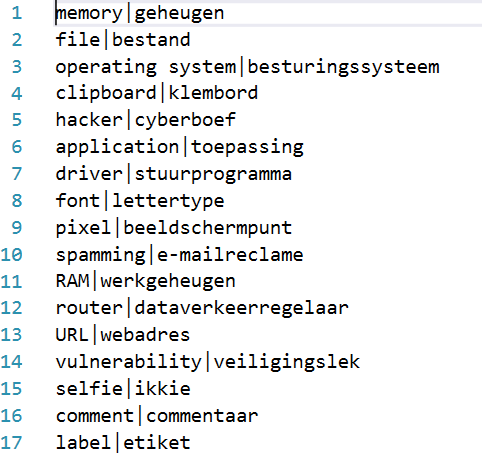 1 memory|geheugen
2 file|bestand
3 operating system|besturingssysteem
4 clipboard|klembord
5 hacker|cyberboef
6 application|toepassing
7 driver|stuurprogramma
8 font|lettertype
9 pixel|beeldschermpunt
10 spamming|e-mailreclame
11 RAM|werkgeheugen
12 router|dataverkeerregelaar
13 URL|webadres
14 vulnerability|veiligingslek
15 selfie|ikkie
16 comment|commentaar
17 label|etiket